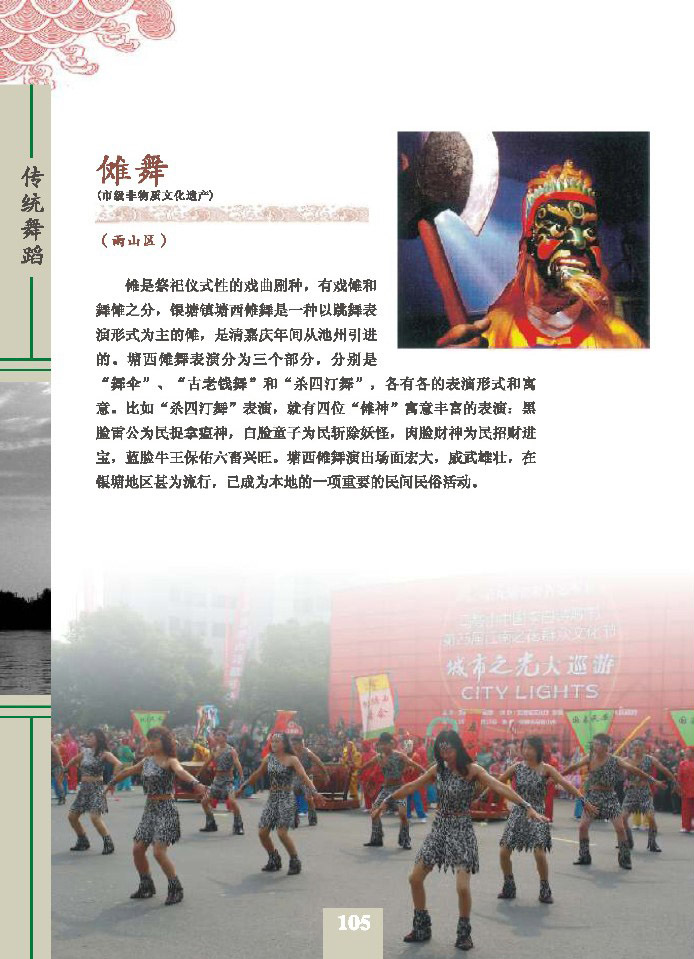 传统舞蹈
傩舞
(市级非物质文化遗产)
（雨山区）
傩是祭祀仪式性的戏曲剧种，有戏傩和
舞傩之分，银塘镇塘西傩舞是一种以跳舞表
演形式为主的傩，是清嘉庆年间从池州引进
的。塘西傩舞表演分为三个部分，分别是
“舞伞”、“古老钱舞”和“杀四汀舞”，各有各的表演形式和寓
意。比如“杀四汀舞”表演，就有四位“傩神”寓意丰富的表演：黑
脸雷公为民捉拿瘟神，白脸童子为民斩除妖怪，肉脸财神为民招财进
宝，蓝脸牛王保佑六畜兴旺。塘西傩舞演出场面宏大，威武雄壮，在
银塘地区甚为流行，已成为本地的一项重要的民间民俗活动。
城市之光大巡游
CITY LIGHTS
105